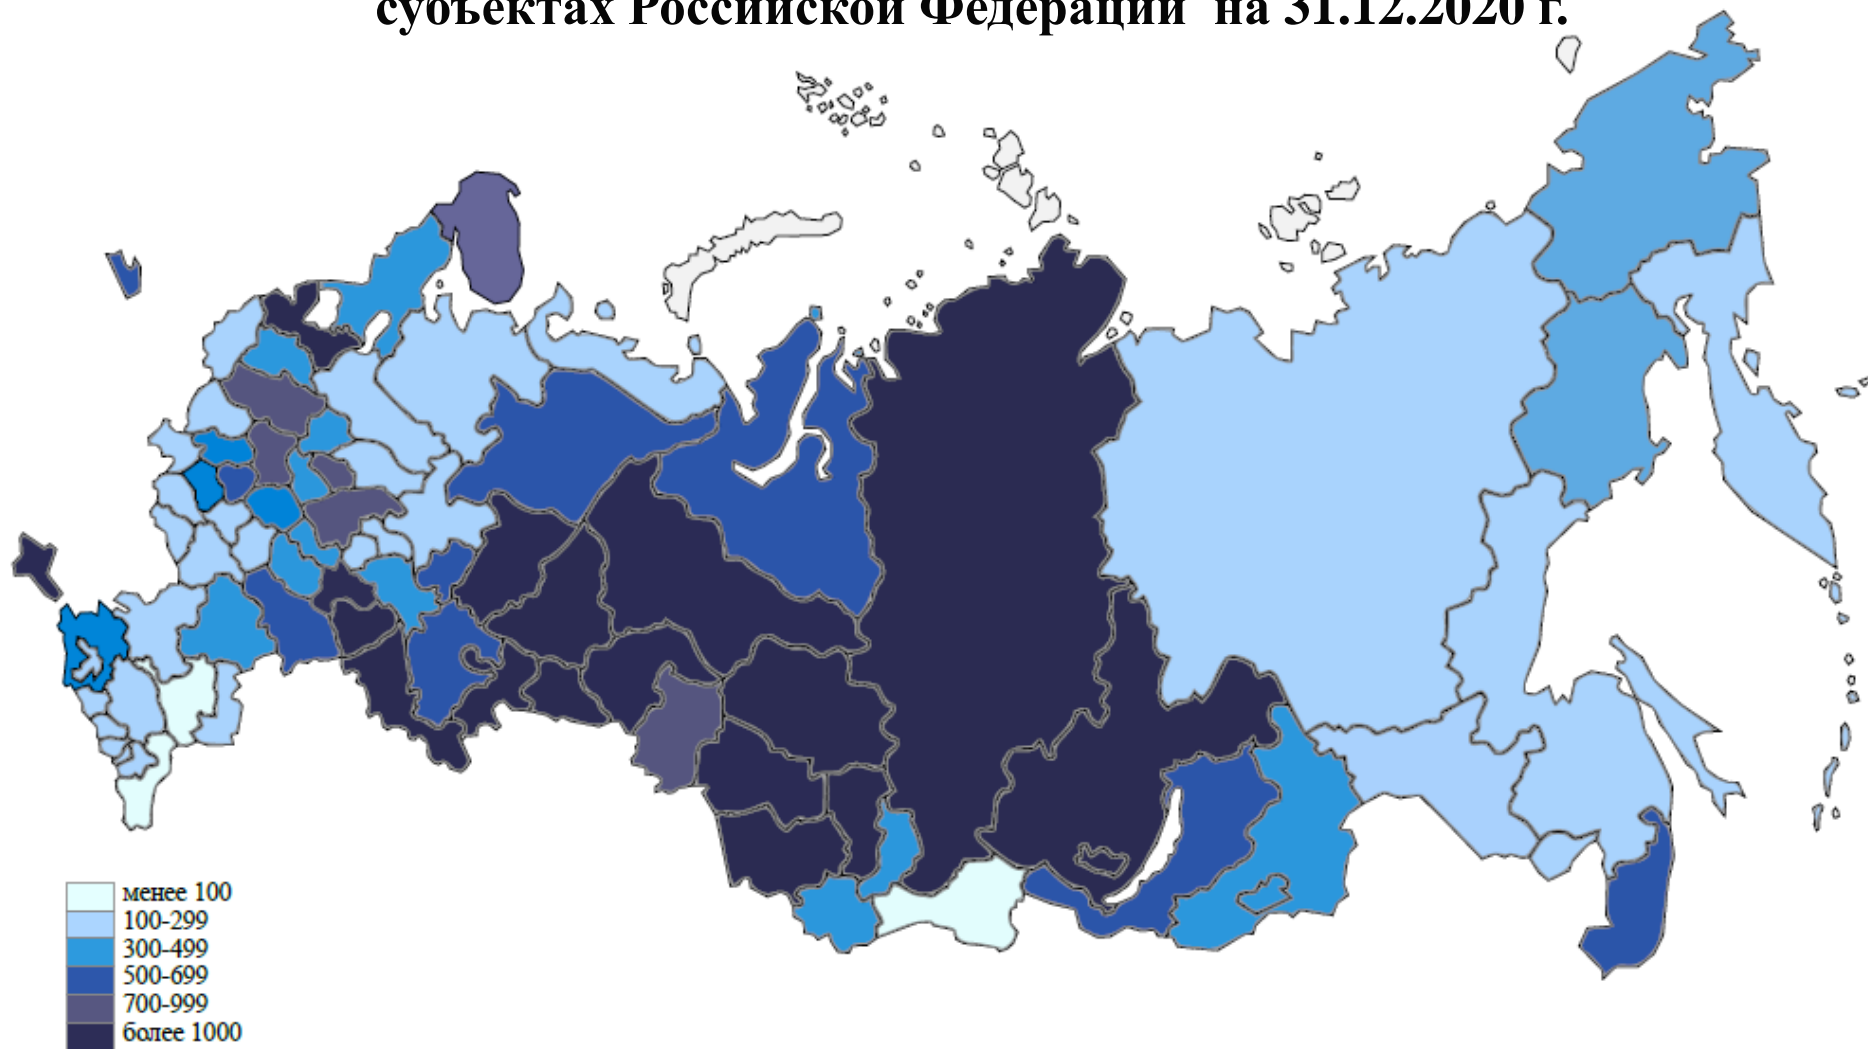 субъектах Российской Федерации на 31.12.2020 г.
менее 100
100-299
300-499
500-699
700-999
более 1000